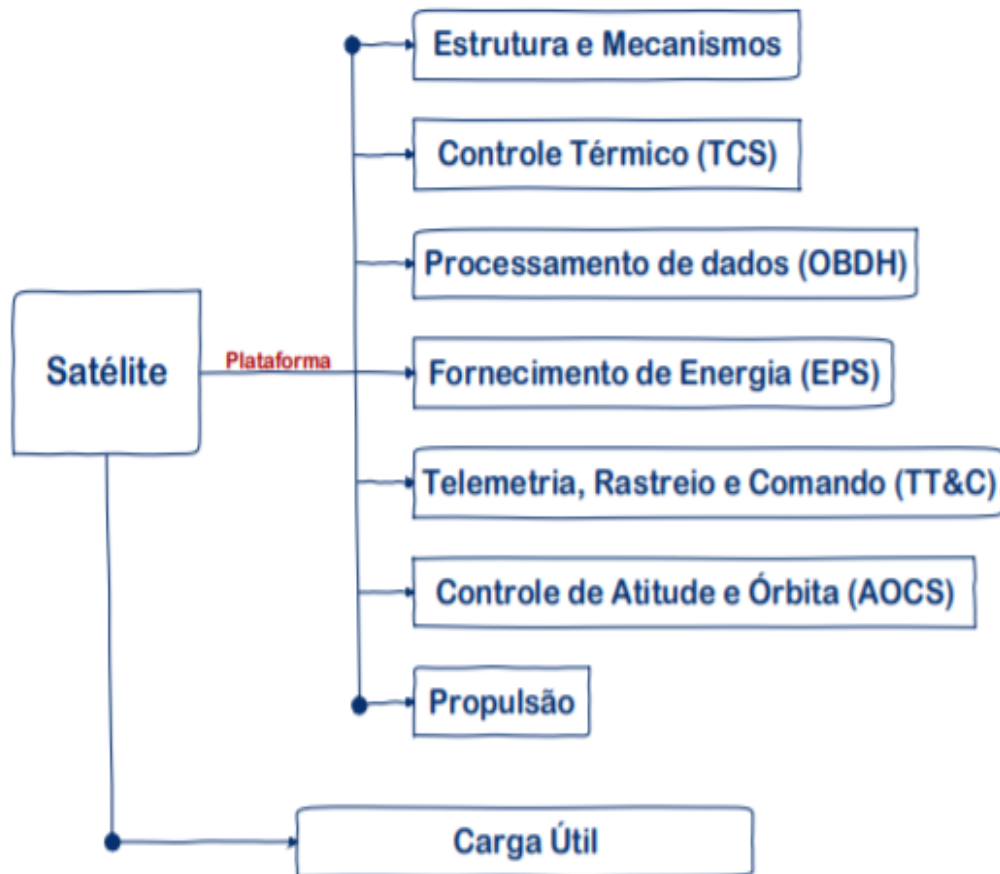 Estrutura e Mecanismos
Controle Térmico (TCS)
Processamento de dados (OBDH)
Satélite
Plataforma
Fornecimento de Energia (EPS)
Telemetria, Rastreio e Comando (TT&C)
Controle de Atitude e Órbita (AOCS)
Propulsão
Carga Útil